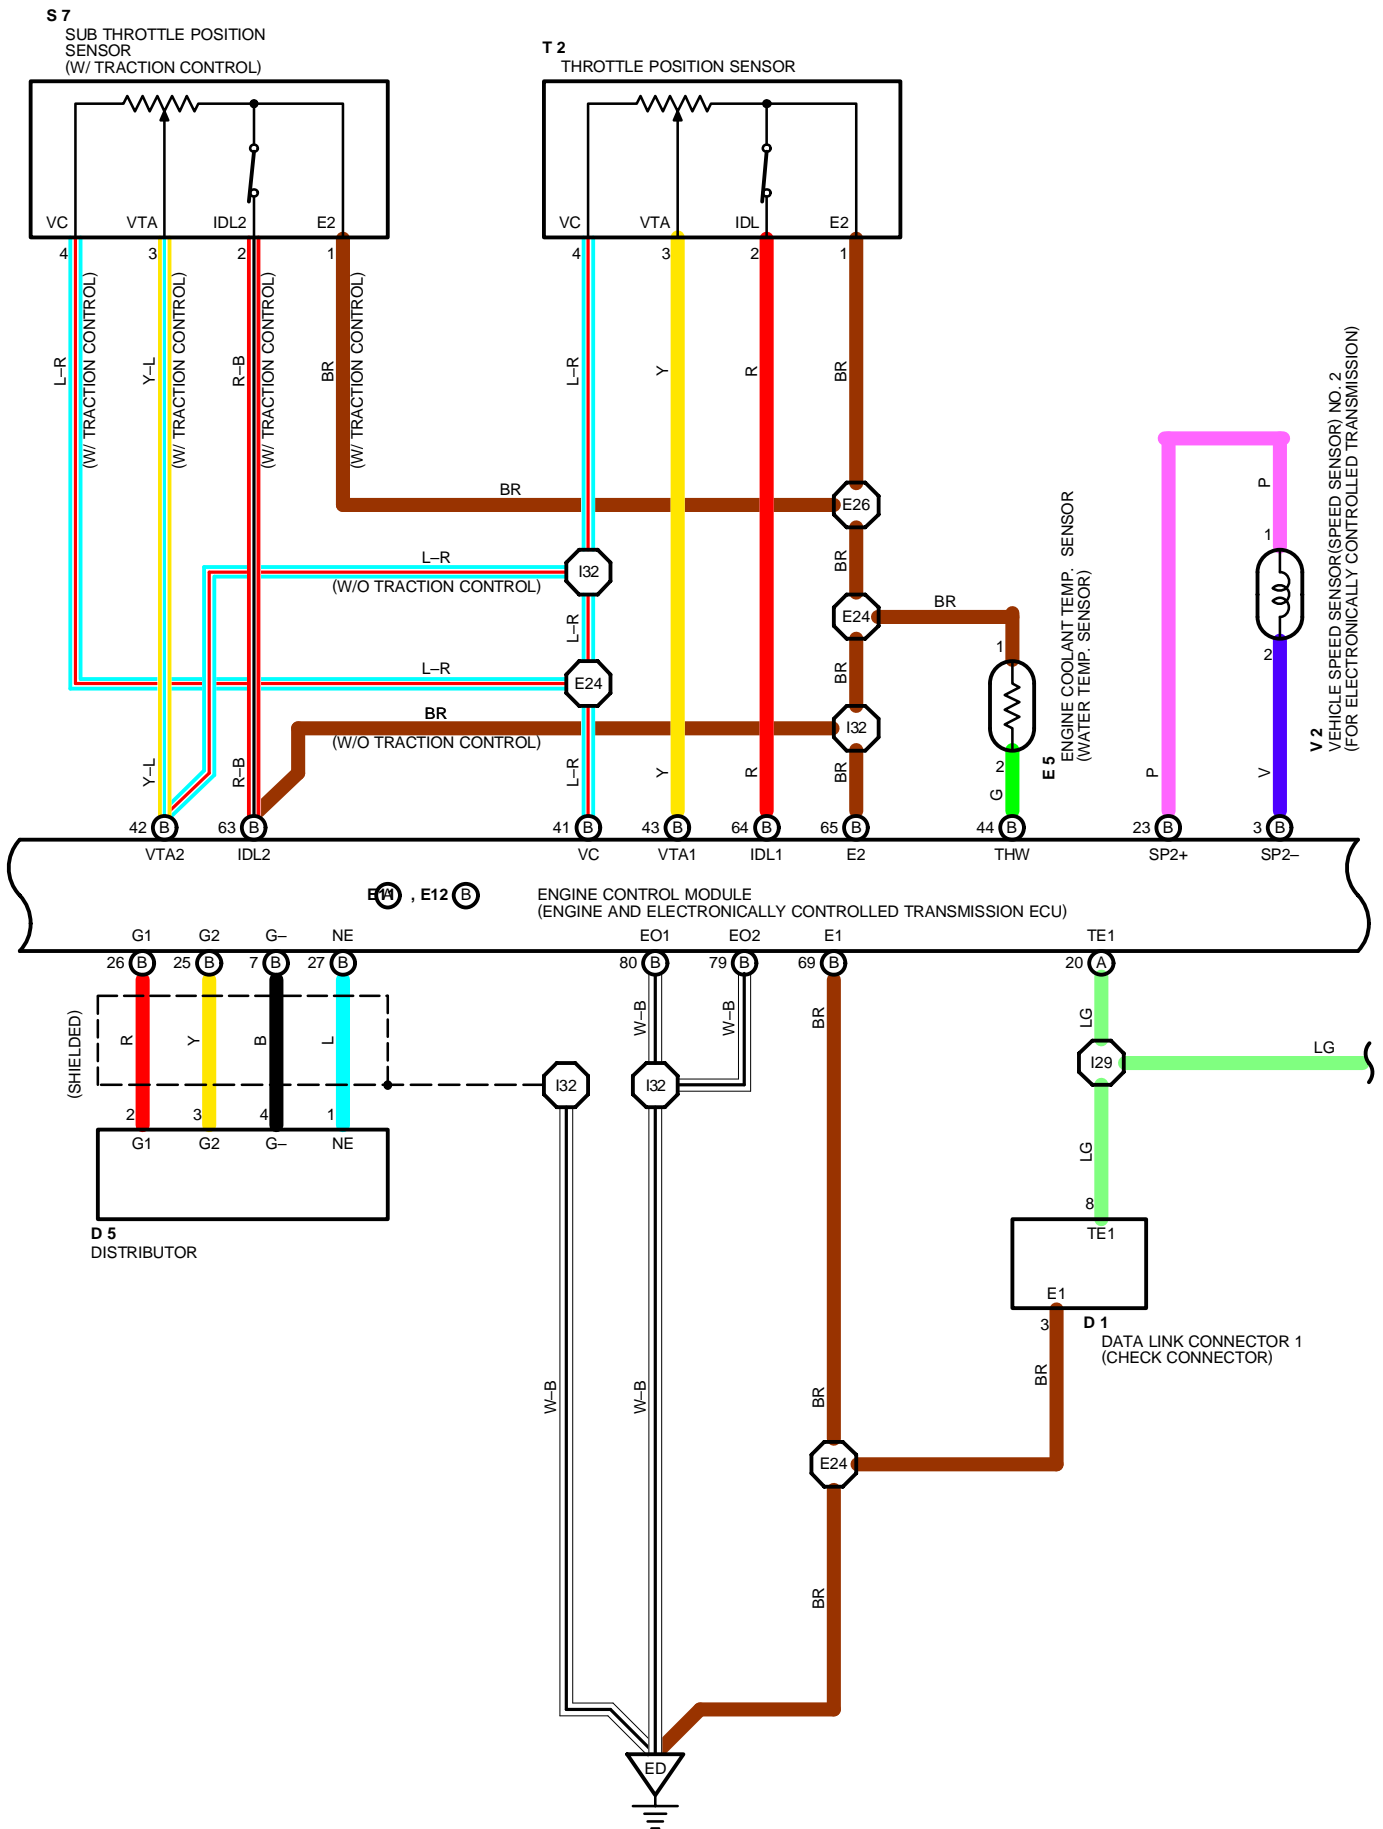 S 7
SUB THROTTLE POSITION
SENSOR
(W/ TRACTION CONTROL)
T 2
THROTTLE POSITION SENSOR
VC
VTA
IDL2
E2
VC
VTA
IDL
E2
4
3
2
1
4
3
2
1
(W/ TRACTION CONTROL)
(W/ TRACTION CONTROL)
(W/ TRACTION CONTROL)
(W/ TRACTION CONTROL)
L–R
Y–L
R–B
BR
L–R
Y
R
BR
BR
E26
L–R
(W/O TRACTION CONTROL)
I32
BR
E24
BR
L–R
L–R
E24
BR
BR
(W/O TRACTION CONTROL)
I32
Y–L
R–B
L–R
Y
R
BR
1
2
G
E 5
ENGINE COOLANT TEMP. SENSOR
(WATER TEMP. SENSOR)
P
1
2
P
V
V 2
VEHICLE SPEED SENSOR(SPEED SENSOR) NO. 2
(FOR ELECTRONICALLY CONTROLLED TRANSMISSION)
42 B
63 B
41 B
43 B
64 B
65 B
44 B
23 B
3 B
VTA2
IDL2
VC
VTA1
IDL1
E2
THW
SP2+
SP2–
A , E12 B
ENGINE CONTROL MODULE
(ENGINE AND ELECTRONICALLY CONTROLLED TRANSMISSION ECU)
G1
G2
G–
NE
EO1
EO2
E1
TE1
26 B
25 B
7 B
27 B
80 B
79 B
69 B
20 A
(SHIELDED)
R
Y
B
L
W–B
W–B
BR
LG
I32
I32
I29
LG
2
3
4
1
G1
G2
G–
NE
D 5
DISTRIBUTOR
LG
8
TE1
E1
3
D 1
DATA LINK CONNECTOR 1
(CHECK CONNECTOR)
W–B
W–B
BR
BR
E24
BR
ED